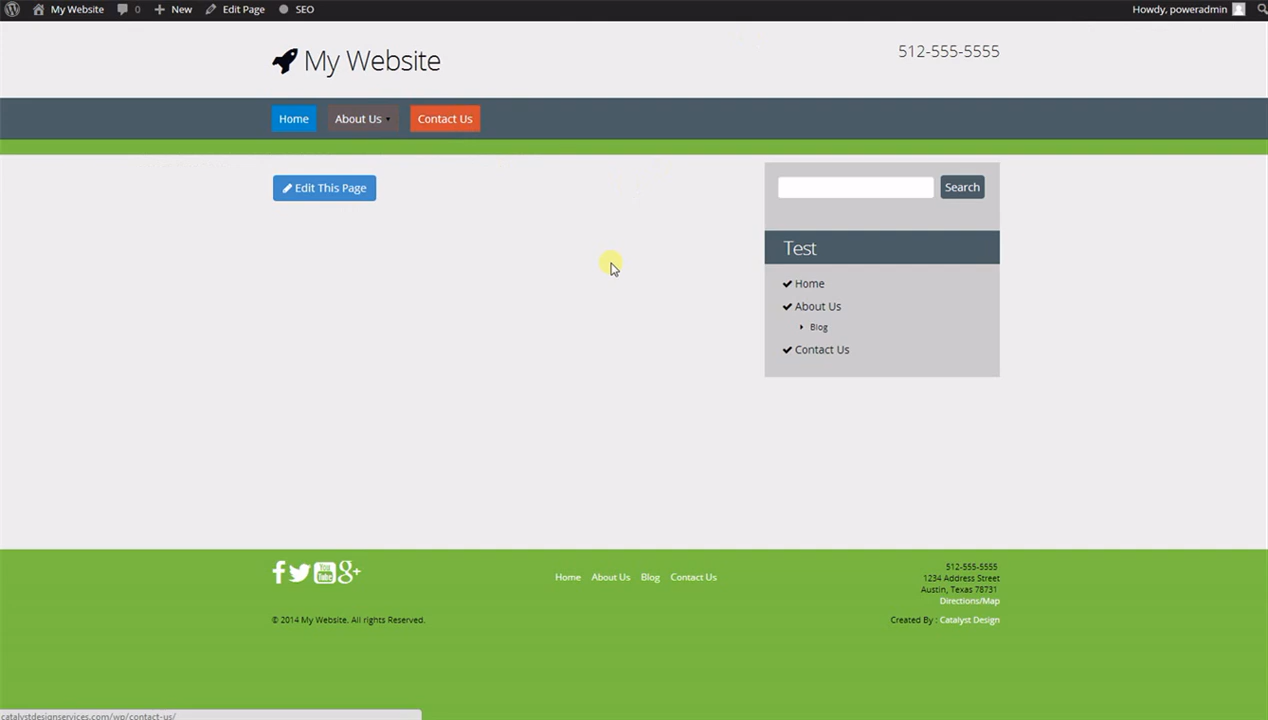 My Website 0 New Edit Page SEO Howdy, poweradmin
My Website
512-555-5555
Home About Us Contact Us
Edit This Page
Search
Test
Home
About Us
Blog
Contact Us
You
Tube
Home About Us Blog Contact Us
512-555-5555
1234 Address Street
Austin, Texas 78731
Directions/Map
© 2014 My Website. All rights Reserved.
Created By : Catalyst Design
catalystdesignservices.com/wp/contact-us/